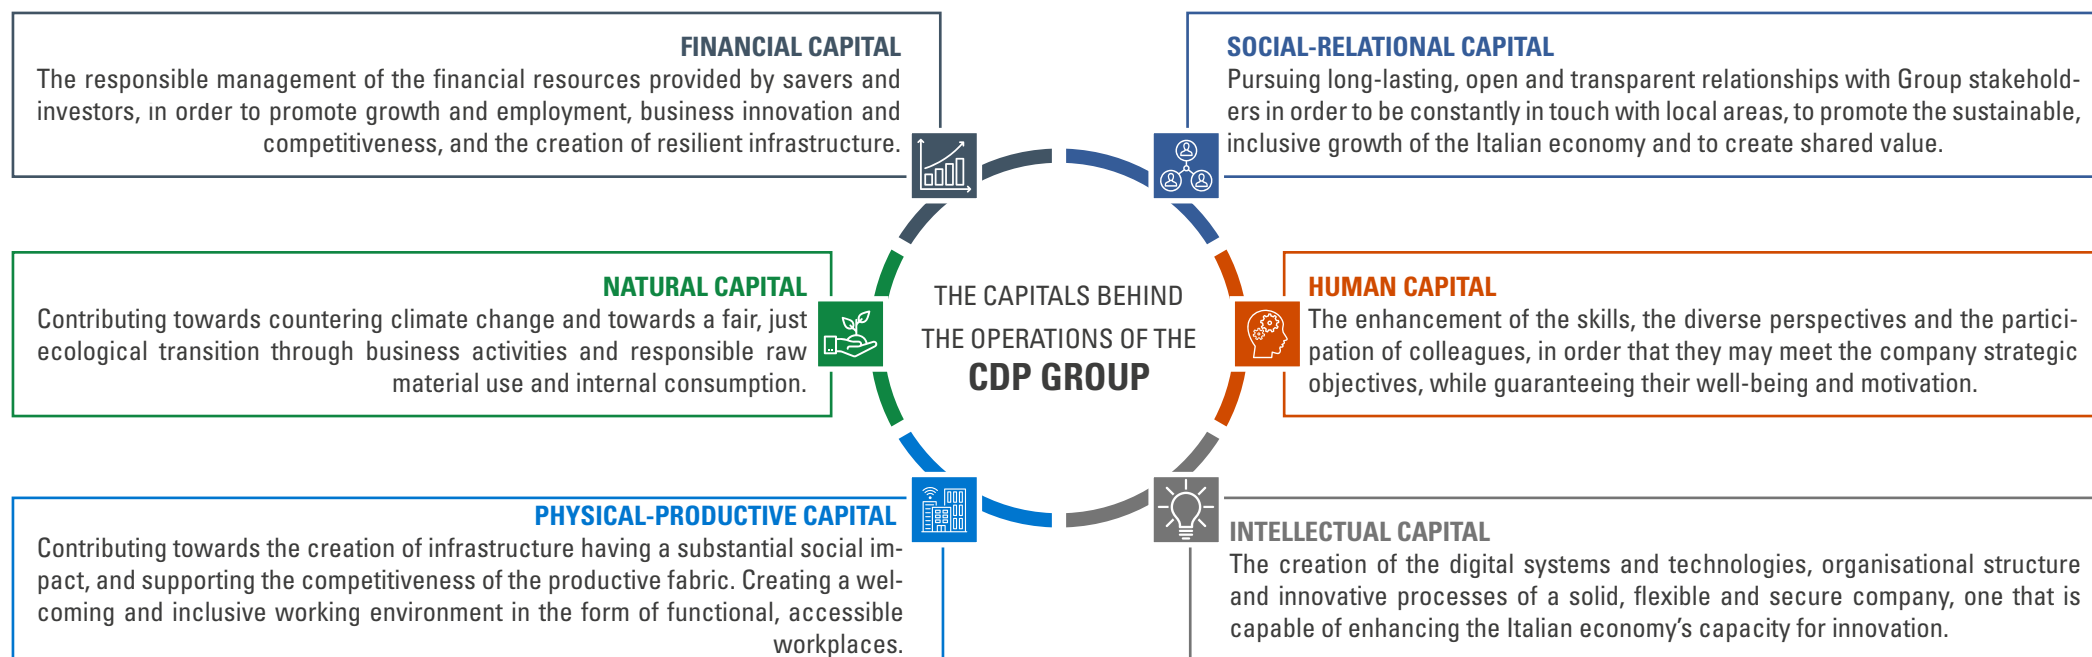 FINANCIAL CAPITAL
The responsible management of the financial resources provided by savers and
investors, in order to promote growth and employment, business innovation and
competitiveness, and the creation of resilient infrastructure.
SOCIAL-RELATIONAL CAPITAL
Pursuing long-lasting, open and transparent relationships with Group stakehold-
ers in order to be constantly in touch with local areas, to promote the sustainable,
inclusive growth of the Italian economy and to create shared value.
NATURAL CAPITAL
Contributing towards countering climate change and towards a fair, just
ecological transition through business activities and responsible raw
material use and internal consumption.
THE CAPITALS BEHIND
THE OPERATIONS OF THE
CDP GROUP
HUMAN CAPITAL
The enhancement of the skills, the diverse perspectives and the partici-
pation of colleagues, in order that they may meet the company strategic
objectives, while guaranteeing their well-being and motivation.
PHYSICAL-PRODUCTIVE CAPITAL
Contributing towards the creation of infrastructure having a substantial social im-
pact, and supporting the competitiveness of the productive fabric. Creating a wel-
coming and inclusive working environment in the form of functional, accessible
workplaces.
INTELLECTUAL CAPITAL
The creation of the digital systems and technologies, organisational structure
and innovative processes of a solid, flexible and secure company, one that is
capable of enhancing the Italian economy's capacity for innovation.